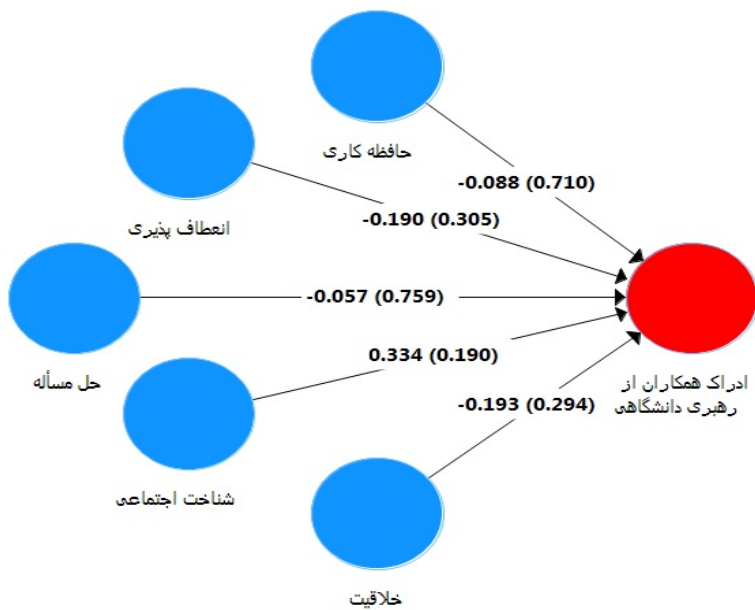 حافظه کاری
-0.088 (0.710)
انعطاف پذیری
-0.190 (0.305)
-0.057 (0.759)
حل مسأله
0.334 (0.190)
ادراک همکاران از
رهبری دانشگاهی
-0.193 (0.294)
شناخت اجتماعی
خلاقیت